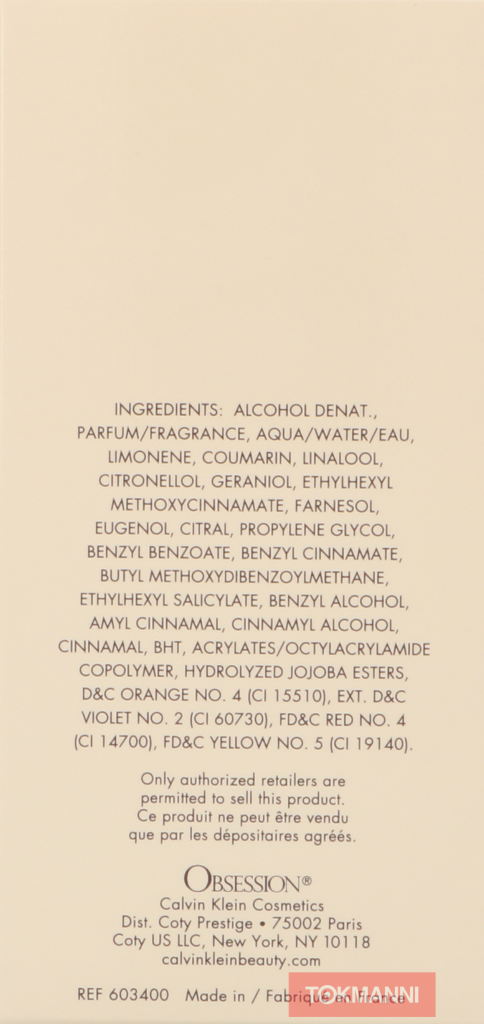 INGREDIENTS: ALCOHOL DENAT.,
PARFUM/FRAGRANCE, AQUA/WATER/EAU,
LIMONENE, COUMARIN, LINALOOL,
CITRONELLOL, GERANIOL, ETHYLHEXYL
METHOXYCINNAMATE, FARNESOL,
EUGENOL, CITRAL, PROPYLENE GLYCOL,
BENZYL BENZOATE, BENZYL CINNAMATE,
BUTYL METHOXYDIBENZOYLMETHANE,
ETHYLHEXYL SALICYLATE, BENZYL ALCOHOL,
AMYL CINNAMAL, CINNAMYL ALCOHOL,
CINNAMAL, BHT, ACRYLATES/OCTYLACRYLAMIDE
COPOLYMER, HYDROLYZED JOJOBA ESTERS,
D&C ORANGE NO. 4 (CI 15510), EXT. D&C
VIOLET NO. 2 (CI 60730), FD&C RED NO. 4
(CI 14700), FD&C YELLOW NO. 5 (CI 19140).
Only authorized retailers are
permitted to sell this product.
Ce produit ne peut être vendu
que par les dépositaires agréés.
OBSESSION®
Calvin Klein Cosmetics
Dist. Coty Prestige • 75002 Paris
Coty US LLC, New York, NY 10118
calvinkleinbeauty.com
REF 603400 Made in / Fabriqué en France
TOKMANNI